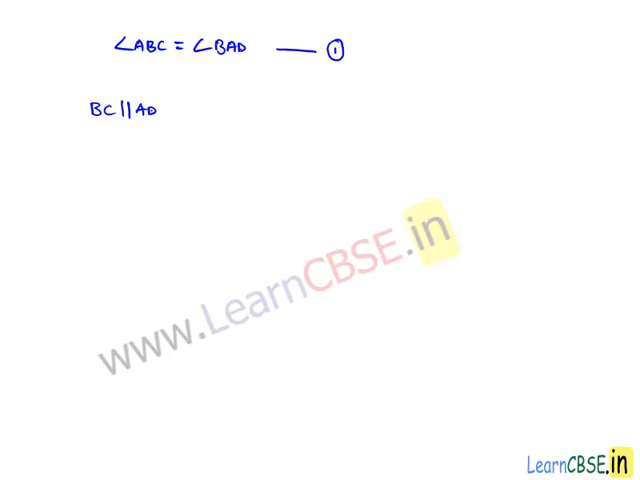 ∠ABC = ∠BAD —— ①
BC||AD
www.LearnCBSE.in
LearnCBSE.in